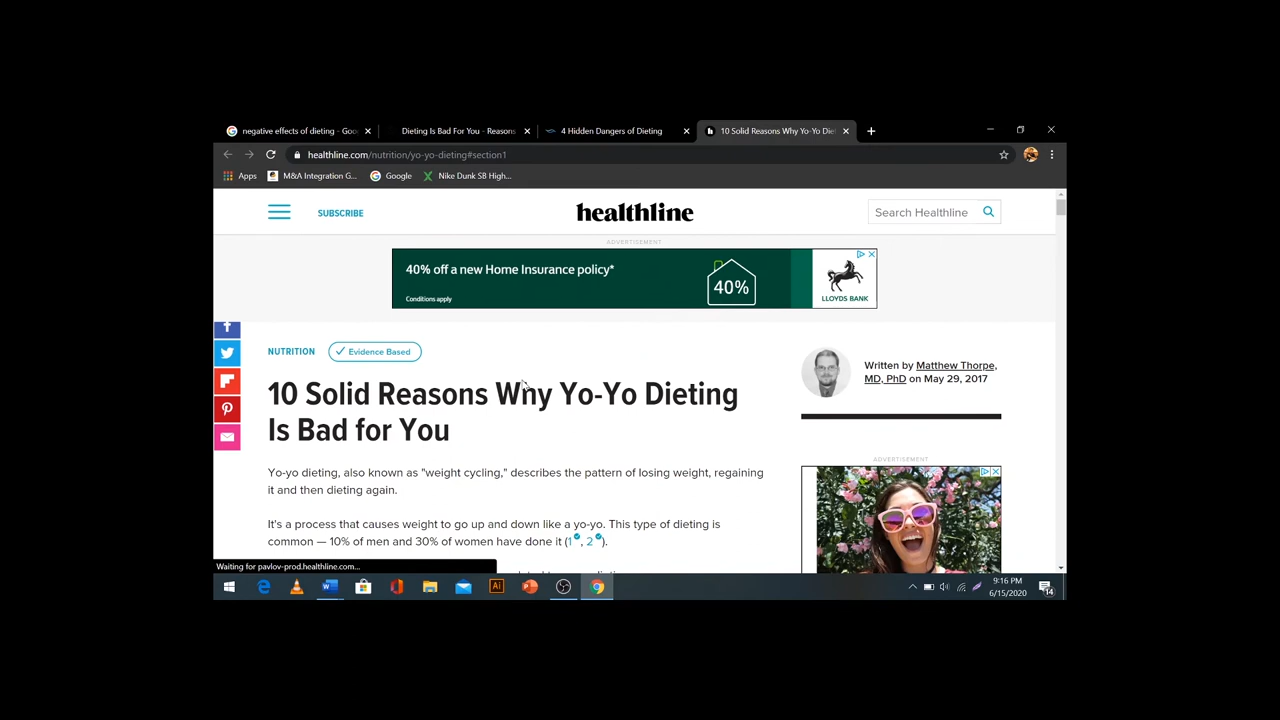 negative effects of dieting - Goo
Dieting Is Bad For You - Reasons
4 Hidden Dangers of Dieting
10 Solid Reasons Why Yo-Yo Die
healthline.com/nutrition/yo-yo-dieting#section1
Apps
M&A Integration G...
Google
Nike Dunk SB High...
SUBSCRIBE
healthline
Search Healthline
ADVERTISEMENT
40% off a new Home Insurance policy*
Conditions apply
40%
LLOYDS BANK
NUTRITION
Evidence Based
10 Solid Reasons Why Yo-Yo Dieting
Is Bad for You
Written by Matthew Thorpe,
MD, PhD on May 29, 2017
Yo-yo dieting, also known as "weight cycling," describes the pattern of losing weight, regaining
it and then dieting again.
It's a process that causes weight to go up and down like a yo-yo. This type of dieting is
common — 10% of men and 30% of women have done it (1, 2).
ADVERTISEMENT
Waiting for pavlov-prod.healthline.com...
9:16 PM
6/15/2020
14